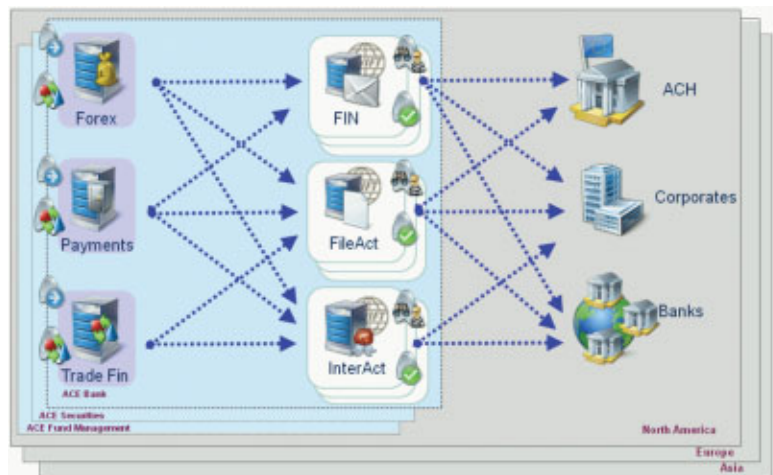 Forex
FIN
ACH
Payments
FileAct
Corporates
Trade Fin
InterAct
Banks
ACE Bank
ACE Securities
ACE Fund Management
North America
Europe
Asia